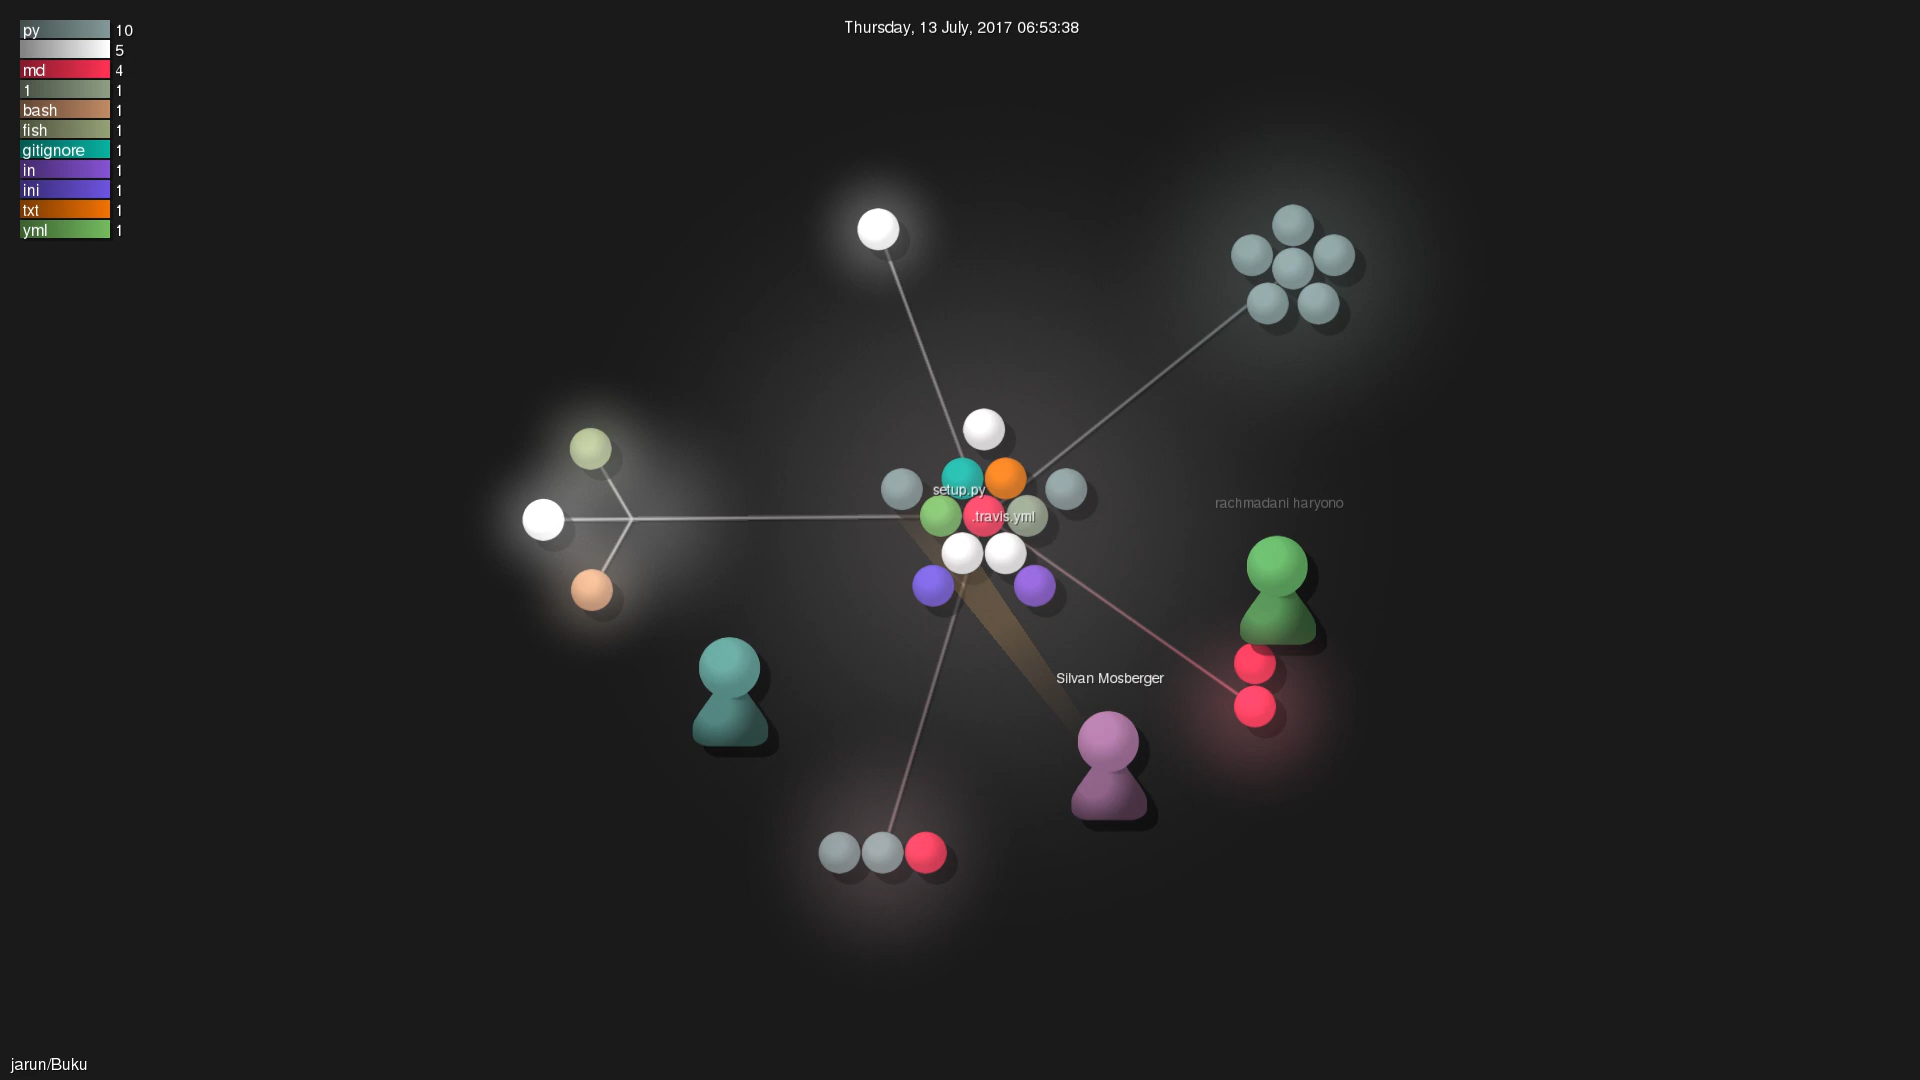 Thursday, 13 July, 2017 06:53:38
py 10
5
md 4
1 1
bash 1
fish 1
gitignore 1
in 1
ini 1
txt 1
yml 1
setup.py
.travis.yml
rachmadani haryono
Silvan Mosberger
jarun/Buku